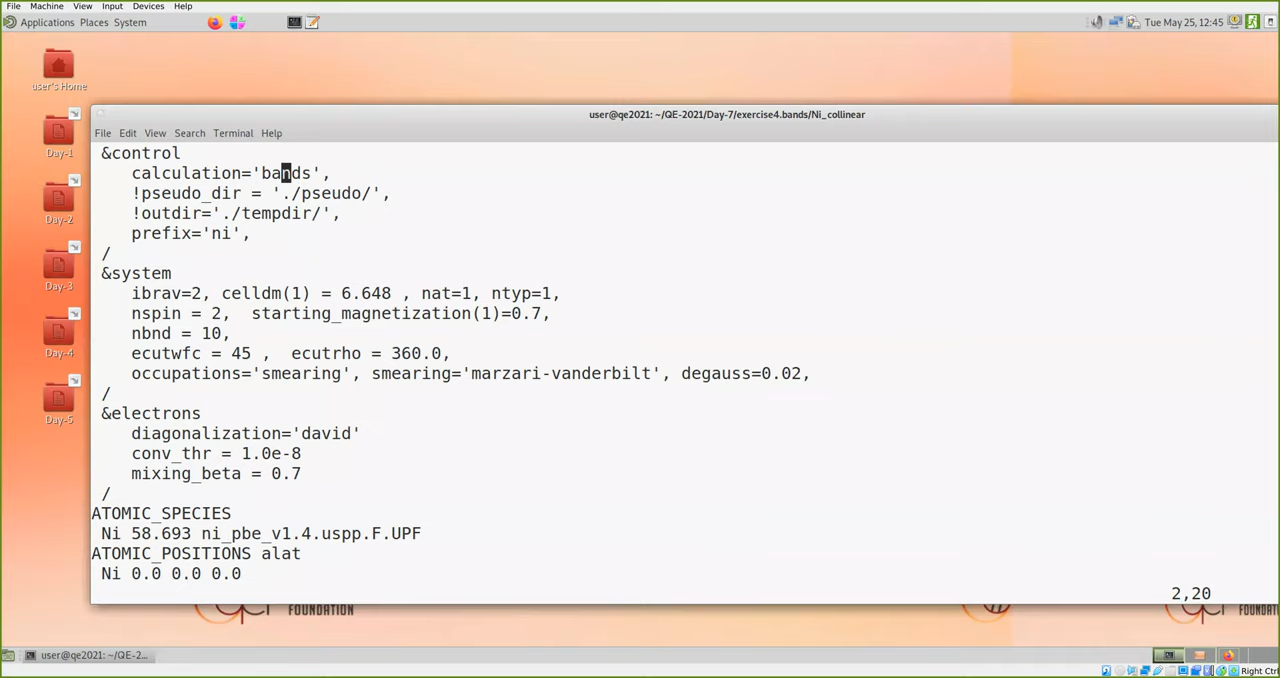 File Machine View Input Devices Help
Applications Places System
Tue May 25, 12:45
user's Home
Day-1
Day-2
Day-3
Day-4
Day-5
user@qe2021: ~/QE-2021/Day-7/exercise4.bands/Ni_collinear
File Edit View Search Terminal Help
&control
calculation='bands',
!pseudo_dir = './pseudo/',
!outdir='./tempdir/',
prefix='ni',
/
&system
ibrav=2, celldm(1) = 6.648 , nat=1, ntyp=1,
nspin = 2, starting_magnetization(1)=0.7,
nbnd = 10,
ecutwfc = 45 , ecutrho = 360.0,
occupations='smearing', smearing='marzari-vanderbilt', degauss=0.02,
/
&electrons
diagonalization='david'
conv_thr = 1.0e-8
mixing_beta = 0.7
/
ATOMIC_SPECIES
Ni 58.693 ni_pbe_v1.4.uspp.F.UPF
ATOMIC_POSITIONS alat
Ni 0.0 0.0 0.0
2,20
FOUNDATION
user@qe2021: ~/QE-2...
Right Ctrl